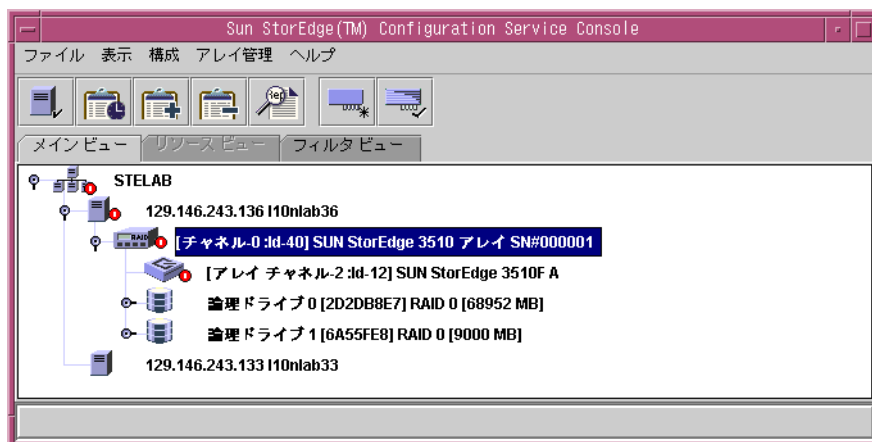 Sun StorEdge(TM) Configuration Service Console
ファイル 表示 構成 アレイ管理 ヘルプ
rep
メイン ビュー リソース ビュー フィルタ ビュー
STELAB
129.146.243.136 l10nlab36
RAID [チャネル-0 :Id-40] SUN StorEdge 3510 アレイ SN#000001
[アレイ チャネル-2 :Id-12] SUN StorEdge 3510F A
論理ドライブ 0 [2D2DB8E7] RAID 0 [68952 MB]
論理ドライブ 1 [6A55FE8] RAID 0 [9000 MB]
129.146.243.133 l10nlab33